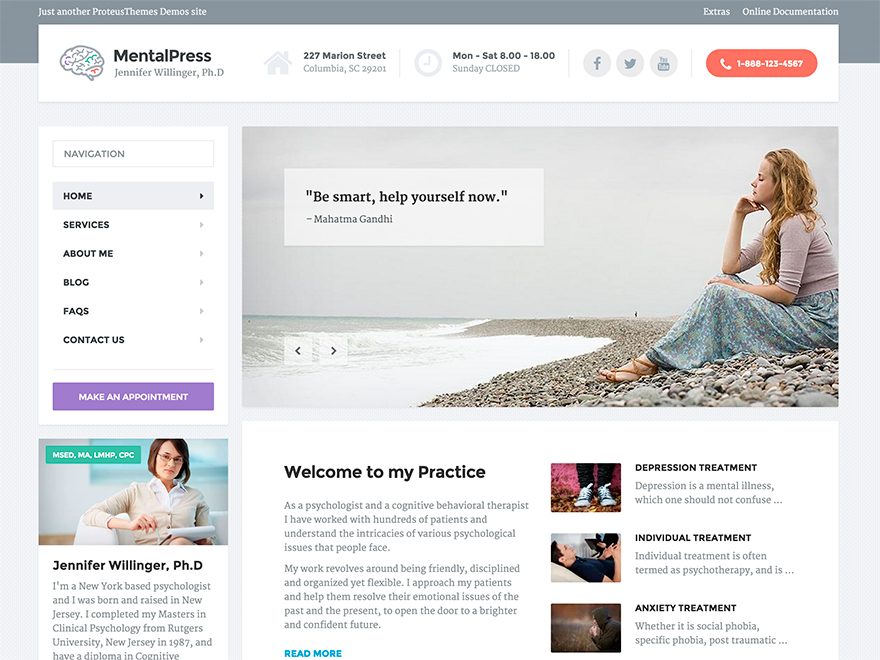 Just another ProteusThemes Demos site
Extras Online Documentation
MentalPress
Jennifer Willinger, Ph.D
227 Marion Street
Columbia, SC 29201
Mon - Sat 8.00 - 18.00
Sunday CLOSED
You
Tube
1-888-123-4567
NAVIGATION
HOME
SERVICES
ABOUT ME
BLOG
FAQS
CONTACT US
MAKE AN APPOINTMENT
"Be smart, help yourself now."
– Mahatma Gandhi
MSED, MA, LMHP, CPC
Jennifer Willinger, Ph.D
I'm a New York based psychologist
and I was born and raised in New
Jersey. I completed my Masters in
Clinical Psychology from Rutgers
University, New Jersey in 1987, and
have a diploma in Cognitive
Welcome to my Practice
As a psychologist and a cognitive behavioral therapist
I have worked with hundreds of patients and
understand the intricacies of various psychological
issues that people face.
My work revolves around being friendly, disciplined
and organized yet flexible. I approach my patients
and help them resolve their emotional issues of the
past and the present, to open the door to a brighter
and confident future.
READ MORE
DEPRESSION TREATMENT
Depression is a mental illness,
which one should not confuse ...
INDIVIDUAL TREATMENT
Individual treatment is often
termed as psychotherapy, and is ...
ANXIETY TREATMENT
Whether it is social phobia,
specific phobia, post traumatic ...